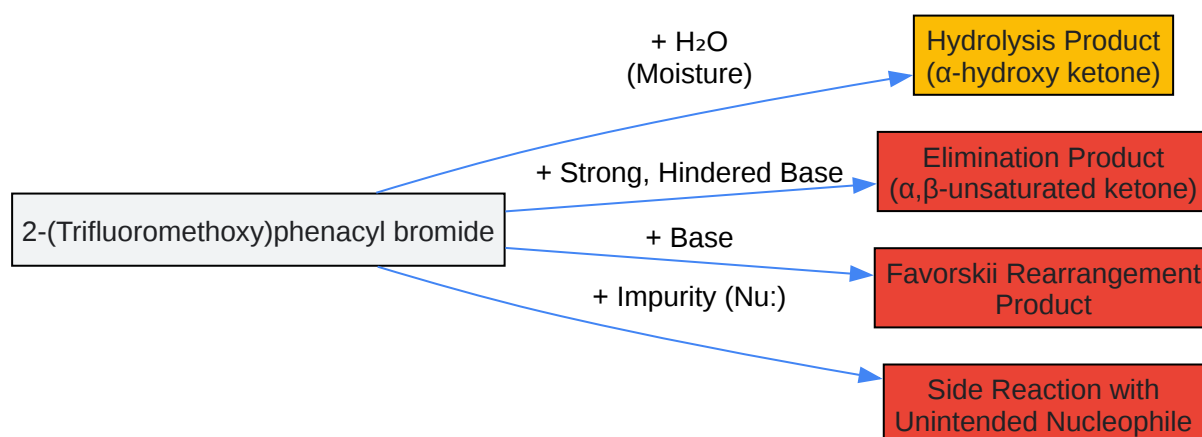 + H₂O
(Moisture)
Hydrolysis Product
(α-hydroxy ketone)
+ Strong, Hindered Base
Elimination Product
(α,β-unsaturated ketone)
2-(Trifluoromethoxy)phenacyl bromide
+ Base
Favorskii Rearrangement
Product
+ Impurity (Nu:)
Side Reaction with
Unintended Nucleophile